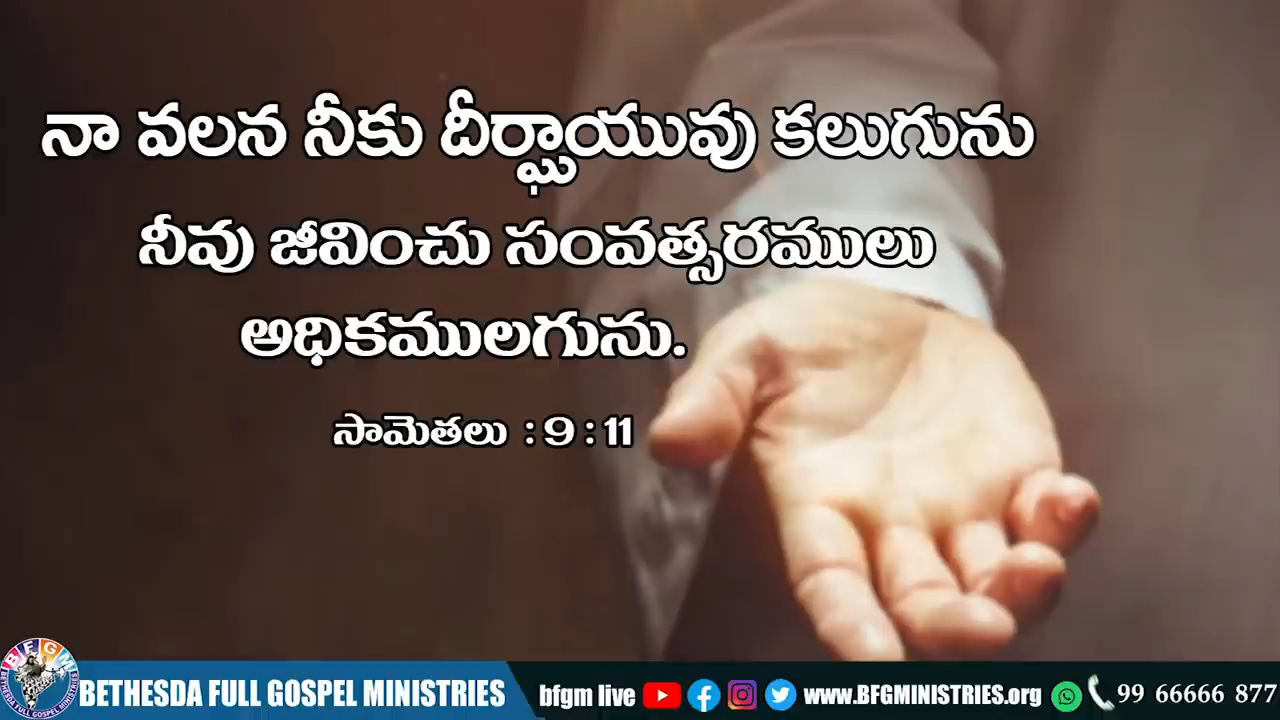 నా వలన నీకు దీర్ఘాయువు కలుగును
నీవు జీవించు సంవత్సరములు
అధికములగును.
సామెతలు : 9 : 11
BFGM
BETHESDA FULL GOSPEL MINISTRIES bfgm live www.BFGMINISTRIES.org 99 66666 877